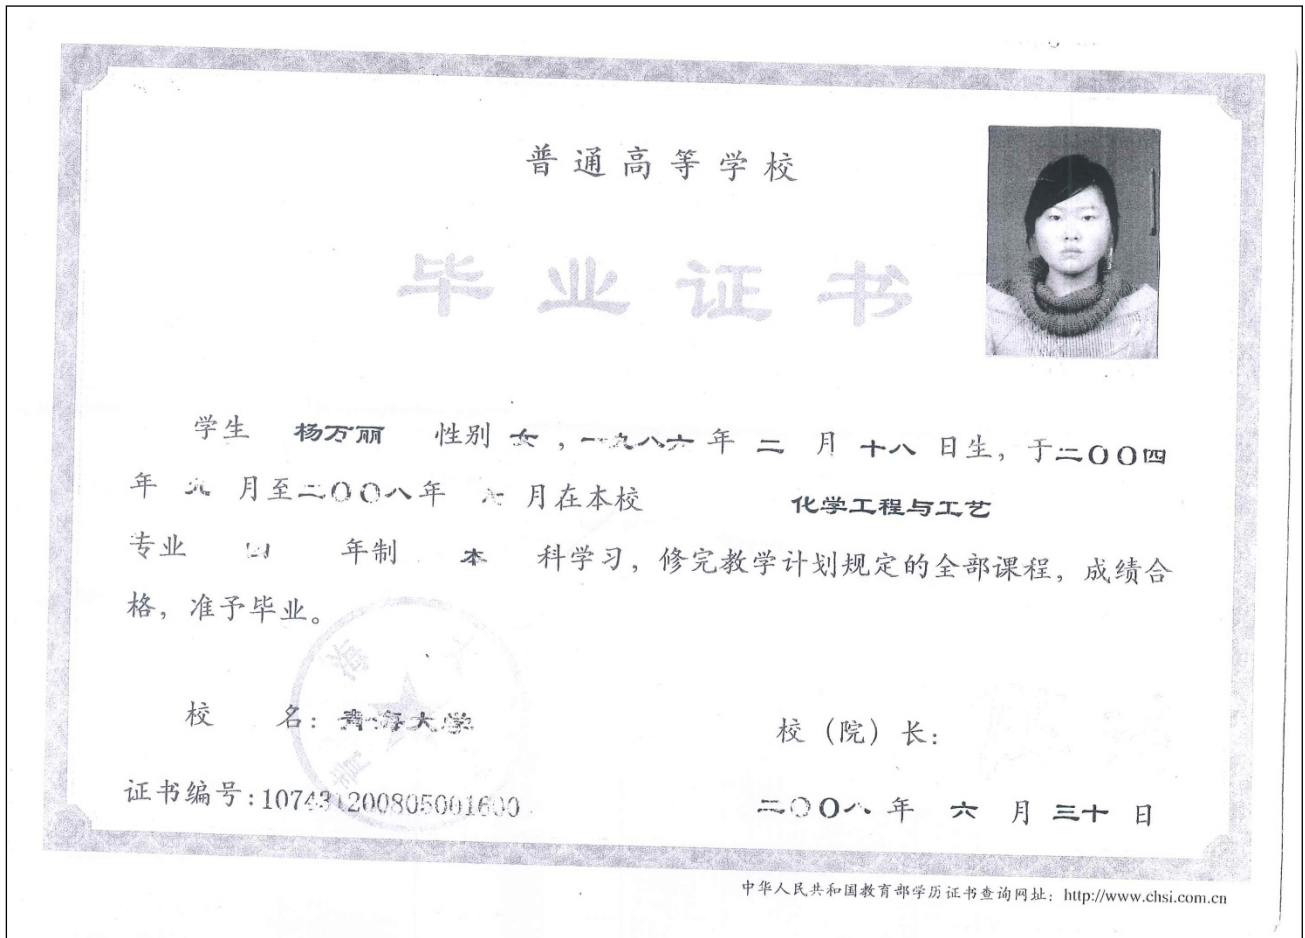 普通高等学校
毕业证书
学生 杨万丽 性别 女，一九八六 年 二 月 十八 日生，于二〇〇四
年 九 月至二〇〇八年 六 月在本校 化学工程与工艺
专业 四 年制 本 科学习，修完教学计划规定的全部课程，成绩合
格，准予毕业。
校 名：青海大学
校（院）长：
证书编号：107431200805001600
二〇〇八 年 六 月 三十 日
中华人民共和国教育部学历证书查询网址：http://www.chsi.com.cn